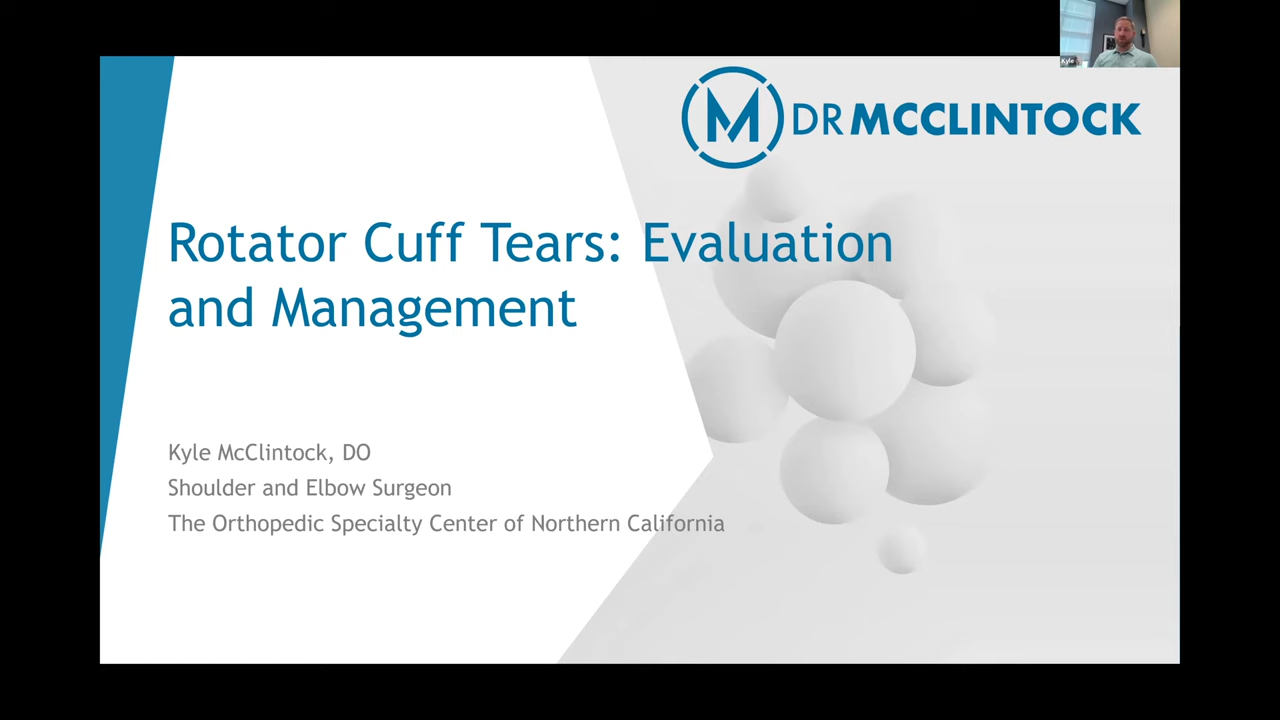 Kyle
M DR MCCLINTOCK
Rotator Cuff Tears: Evaluation
and Management
Kyle McClintock, DO
Shoulder and Elbow Surgeon
The Orthopedic Specialty Center of Northern California